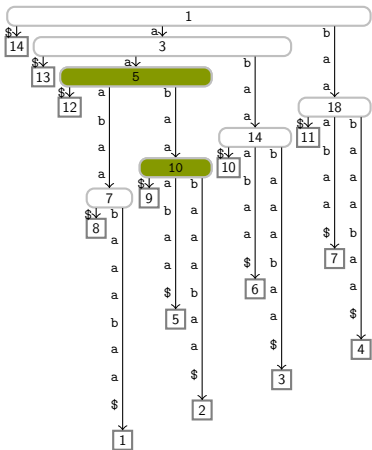 1
$ a b
14 3
$ a b a
13 5
$ a b a a
12 18
b a a $ a b
14 11
a a $ a b b a
10 10
a a $ a b a a a a
7 9
$ b b a a a a a
8
a a a a a $ b
7
a a b $ b a
6
a $ a a a
5
b a $ $
a a
4
a $ $
3
2
$
1